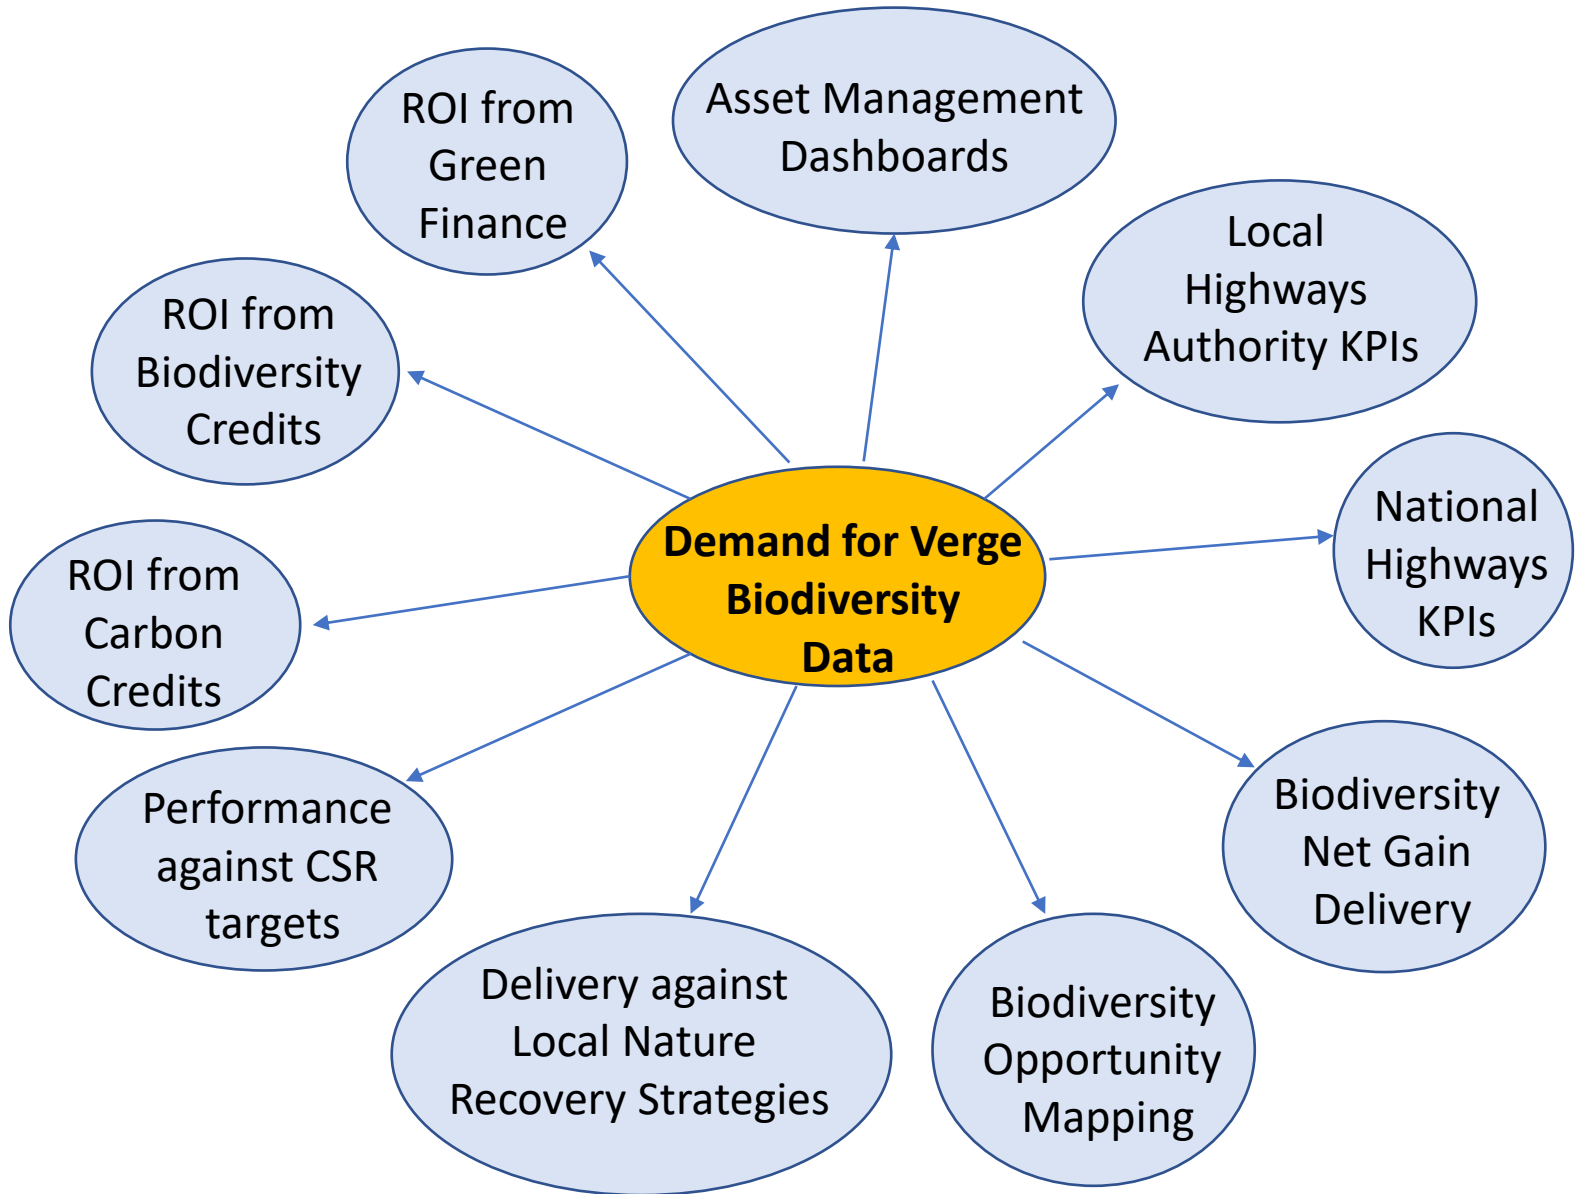 Asset Management
Dashboards
ROI from
Green
Finance
Local
Highways
Authority KPIs
ROI from
Biodiversity
Credits
National
Highways
KPIs
Demand for Verge
Biodiversity
Data
ROI from
Carbon
Credits
Biodiversity
Net Gain
Delivery
Performance
against CSR
targets
Delivery against
Local Nature
Recovery Strategies
Biodiversity
Opportunity
Mapping